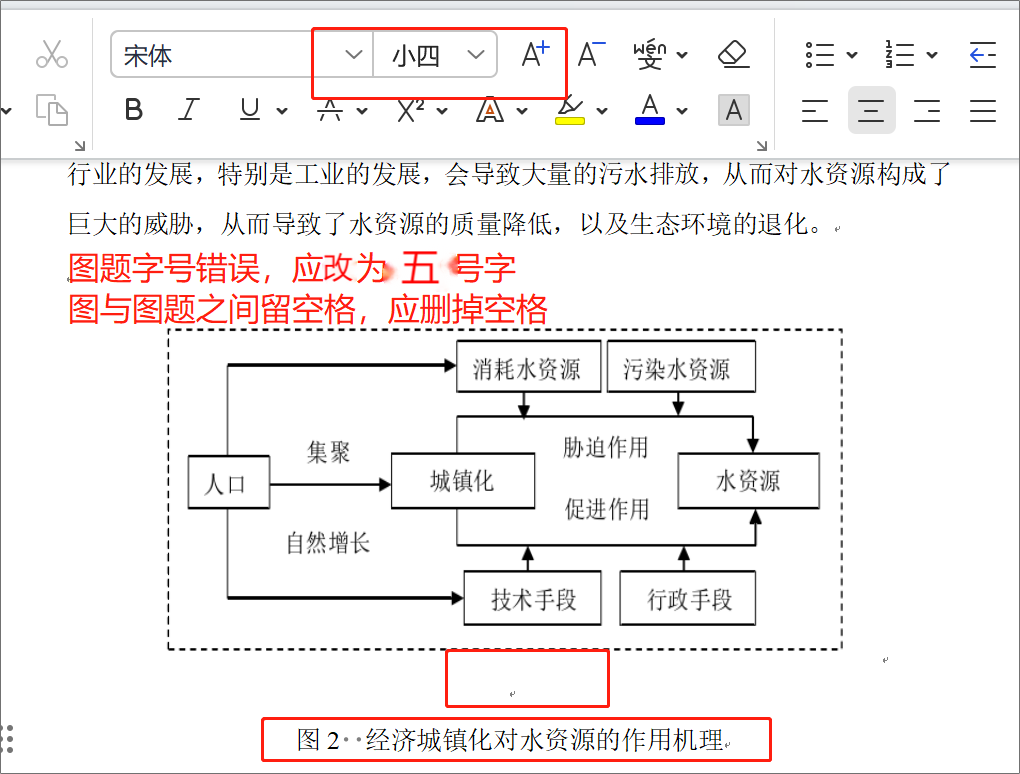 宋体 小四 A+ A− wén 变
B I U A X² A A A
行业的发展，特别是工业的发展，会导致大量的污水排放，从而对水资源构成了
巨大的威胁，从而导致了水资源的质量降低，以及生态环境的退化。
图题字号错误，应改为 五 号字
图与图题之间留空格，应删掉空格
消耗水资源 污染水资源
集聚 胁迫作用
人口 城镇化 水资源
促进作用
自然增长
技术手段 行政手段
图 2··经济城镇化对水资源的作用机理